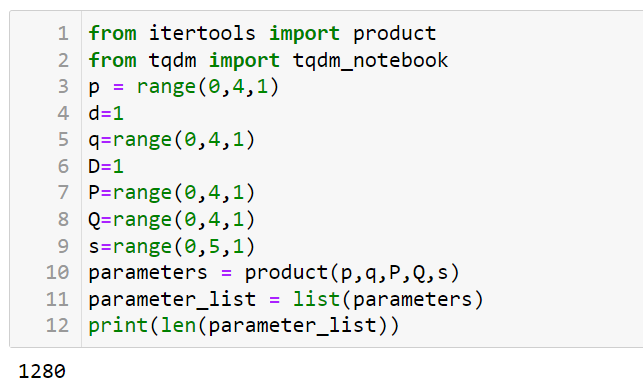 1 from itertools import product
2 from tqdm import tqdm_notebook
3 p = range(0,4,1)
4 d=1
5 q=range(0,4,1)
6 D=1
7 P=range(0,4,1)
8 Q=range(0,4,1)
9 s=range(0,5,1)
10 parameters = product(p,q,P,Q,s)
11 parameter_list = list(parameters)
12 print(len(parameter_list))
1280